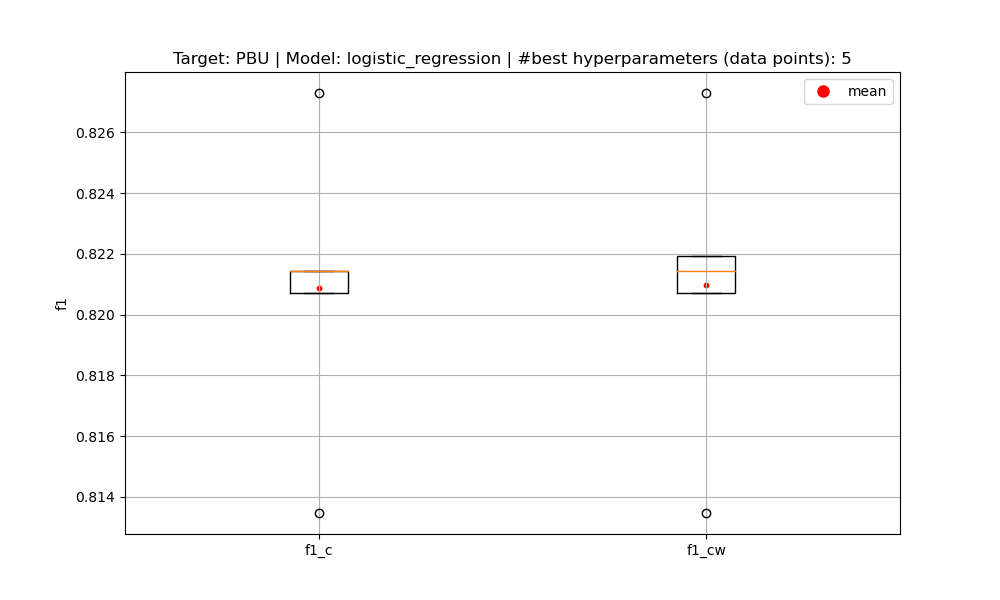 Target: PBU | Model: logistic_regression | #best hyperparameters (data points): 5
mean
0.826
0.824
0.822
0.820
0.818
0.816
0.814
f1
f1_c
f1_cw